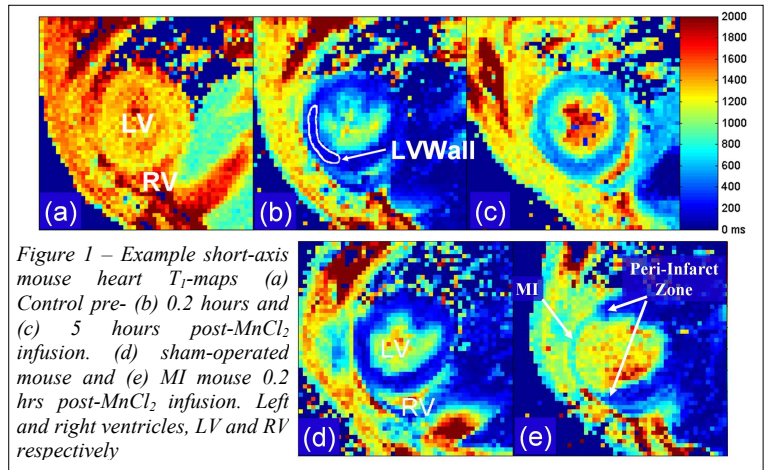 2000
1800
1600
1400
1200
1000
800
600
400
200
0 ms
LV
RV
LVWall
(a)
(b)
(c)
Figure 1 – Example short-axis
mouse heart T₁-maps (a)
Control pre- (b) 0.2 hours and
(c) 5 hours post-MnCl₂
infusion. (d) sham-operated
mouse and (e) MI mouse 0.2
hrs post-MnCl₂ infusion. Left
and right ventricles, LV and RV
respectively
LV
RV
(d)
MI
Peri-Infarct
Zone
(e)